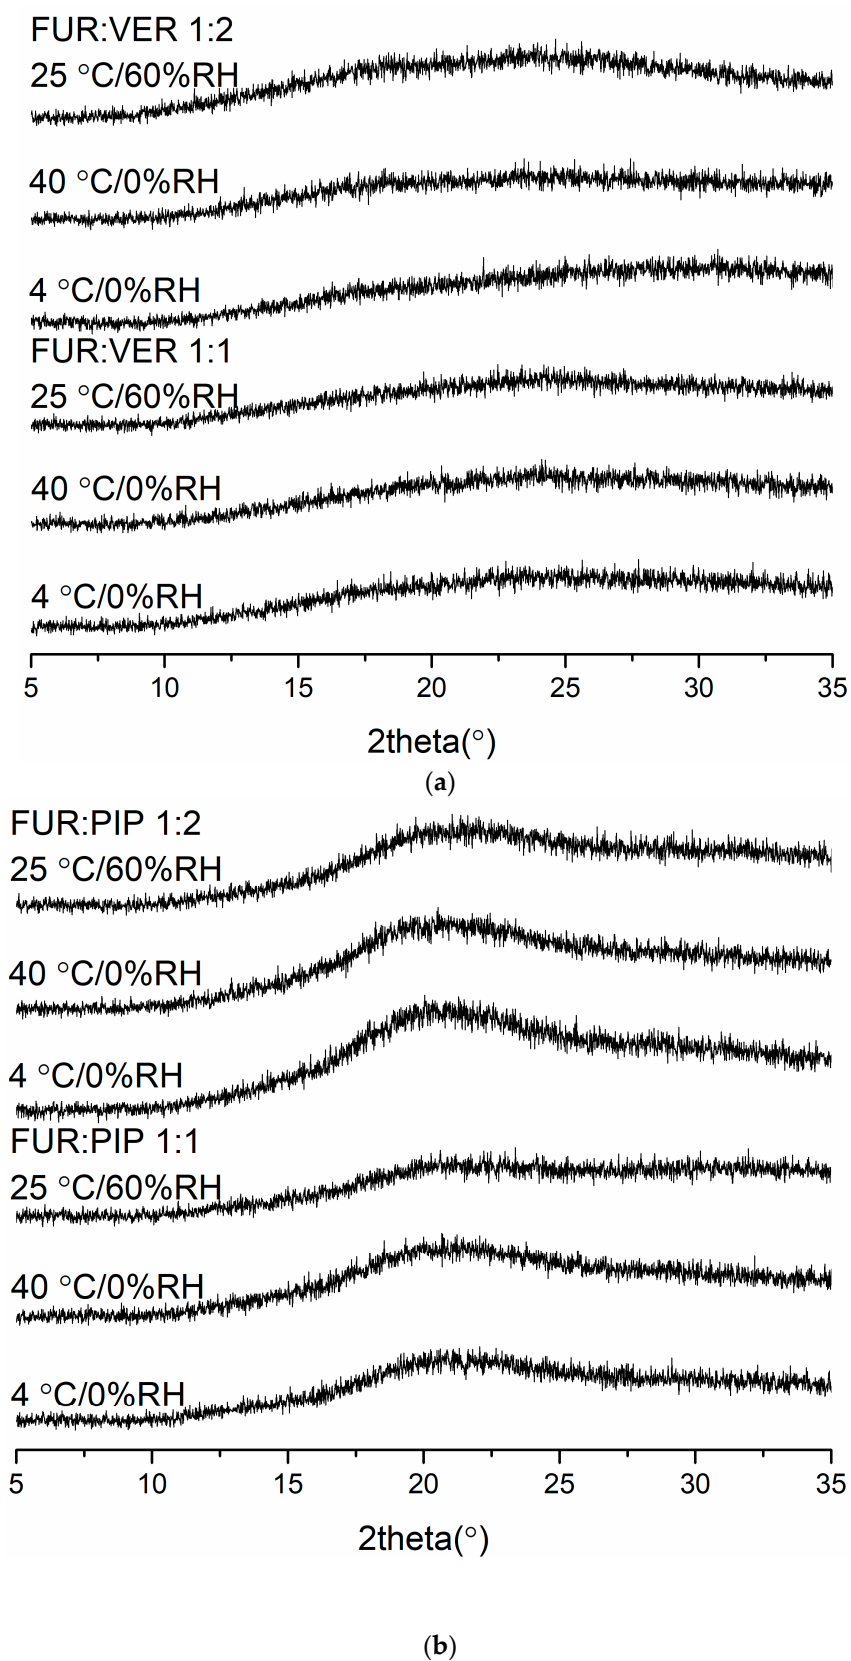 FUR:VER 1:2
25 °C/60%RH
40 °C/0%RH
4 °C/0%RH
FUR:VER 1:1
25 °C/60%RH
40 °C/0%RH
4 °C/0%RH
5 10 15 20 25 30 35
2theta(°)
(a)
FUR:PIP 1:2
25 °C/60%RH
40 °C/0%RH
4 °C/0%RH
FUR:PIP 1:1
25 °C/60%RH
40 °C/0%RH
4 °C/0%RH
5 10 15 20 25 30 35
2theta(°)
(b)